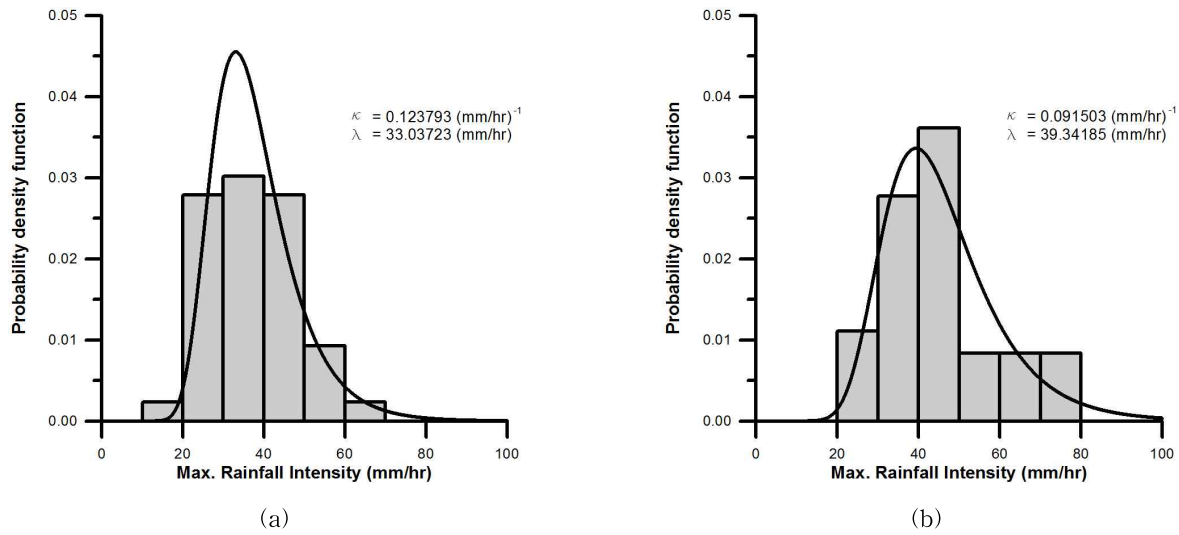 0.05
0.04
0.03
0.02
0.01
0.00
Probability density function
κ = 0.123793 (mm/hr)⁻¹
λ = 33.03723 (mm/hr)
0 20 40 60 80 100
Max. Rainfall Intensity (mm/hr)
(a)
0.05
0.04
0.03
0.02
0.01
0.00
Probability density function
κ = 0.091503 (mm/hr)⁻¹
λ = 39.34185 (mm/hr)
0 20 40 60 80 100
Max. Rainfall Intensity (mm/hr)
(b)